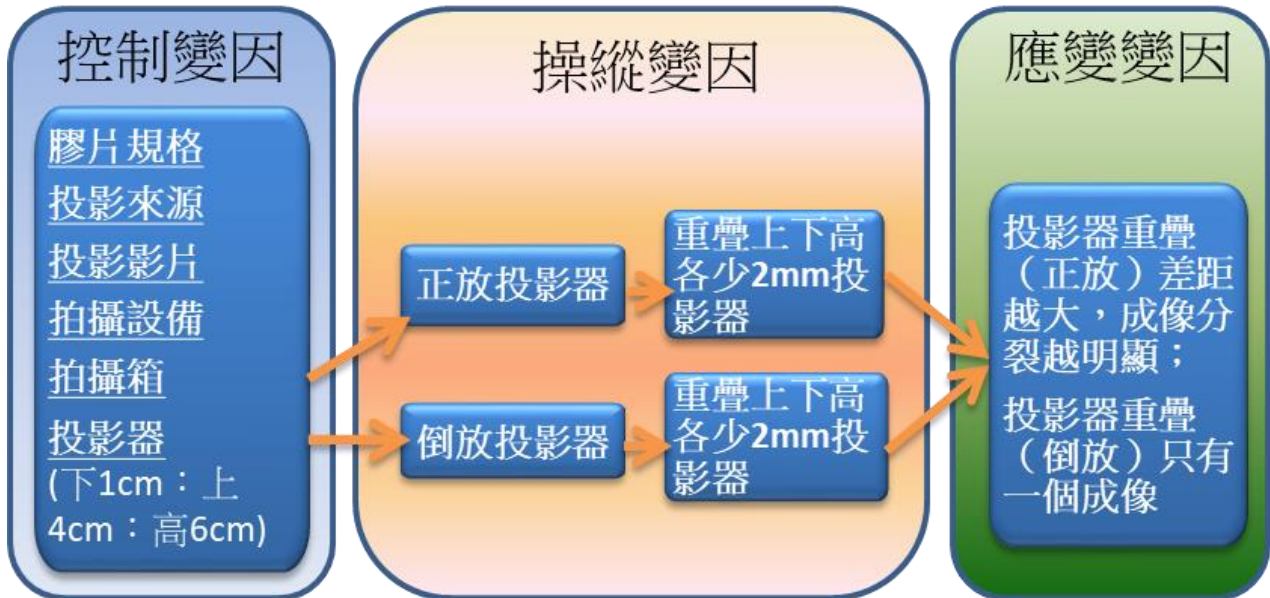 控制變因
膠片規格
投影來源
投影影片
拍攝設備
拍攝箱
投影器
(下1cm：上
4cm：高6cm)
操縱變因
正放投影器
重疊上下高
各少2mm投
影器
倒放投影器
重疊上下高
各少2mm投
影器
應變變因
投影器重疊
（正放）差距
越大，成像分
裂越明顯；
投影器重疊
（倒放）只有
一個成像